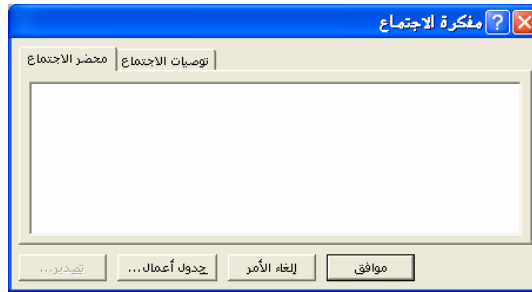 مفكرة الاجتماع
محضر الاجتماع توصيات الاجتماع
موافق إلغاء الأمر جدول أعمال... تصدير...